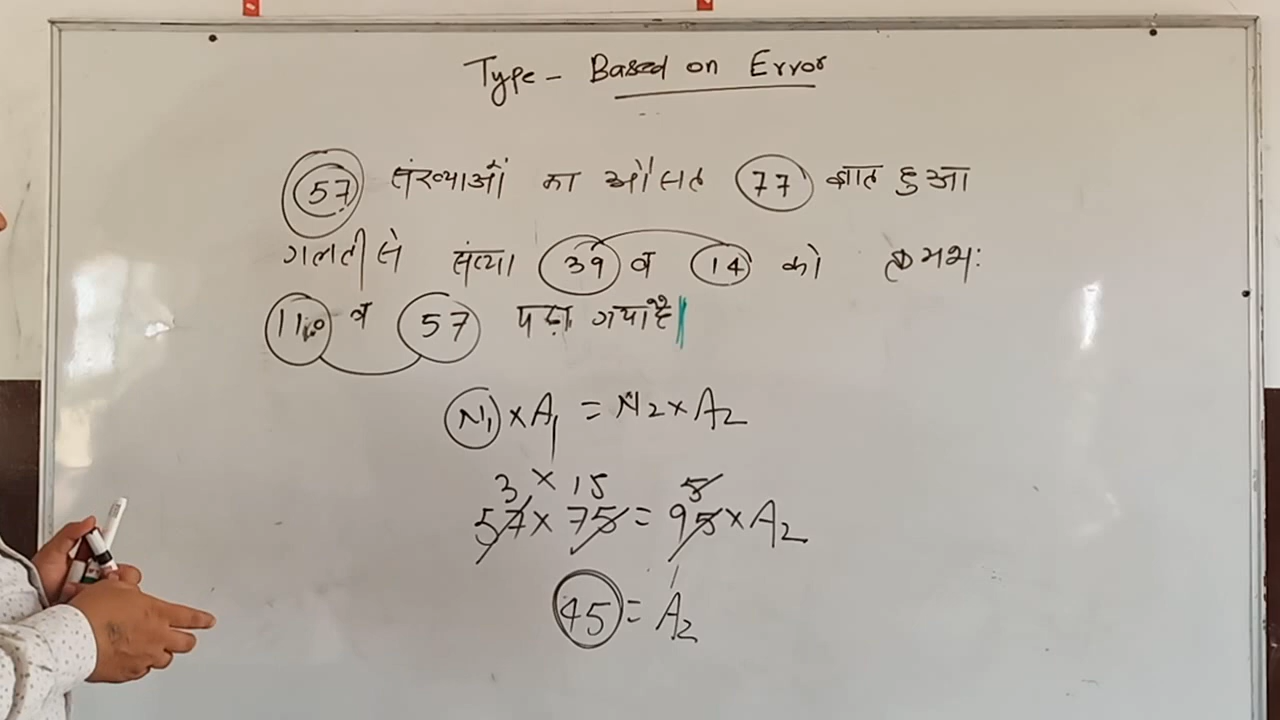 Type - Based on Error
57 संख्याओं का औसत 77 ज्ञात हुआ
गलती से संख्या 39 व 14 को क्रमशः
110 व 57 पढ़ा गया है|
N₁ × A₁ = N₂ × A₂
3 × 15 5
57 × 75 = 95 × A₂
45 = A₂